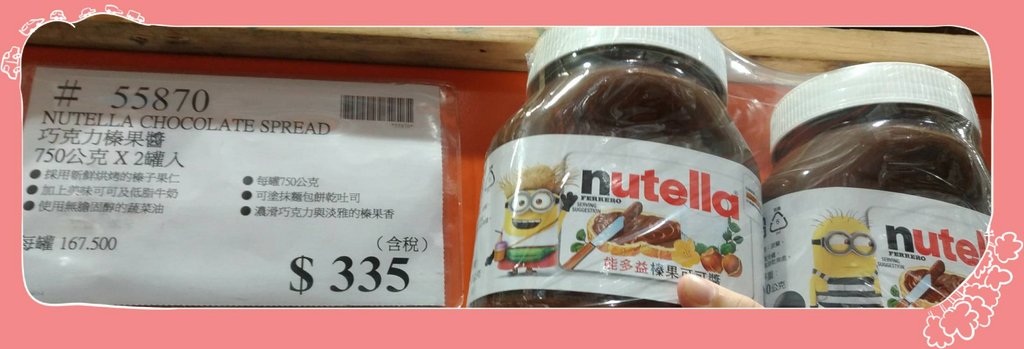 # 55870
NUTELLA CHOCOLATE SPREAD
巧克力榛果醬
750公克 X 2罐入
●採用新鮮烘烤的榛子果仁
●加上美味可可及低脂牛奶
●使用無膽固醇的蔬菜油
●每罐750公克
●可塗抹麵包餅乾吐司
●濃滑巧克力與淡雅的榛果香
每罐 167.500
(含稅)
$ 335
nutella
FERRERO
SERVING
SUGGESTION
能多益榛果可可醬
nutel
FERRERO
SERVING
SUGGESTION